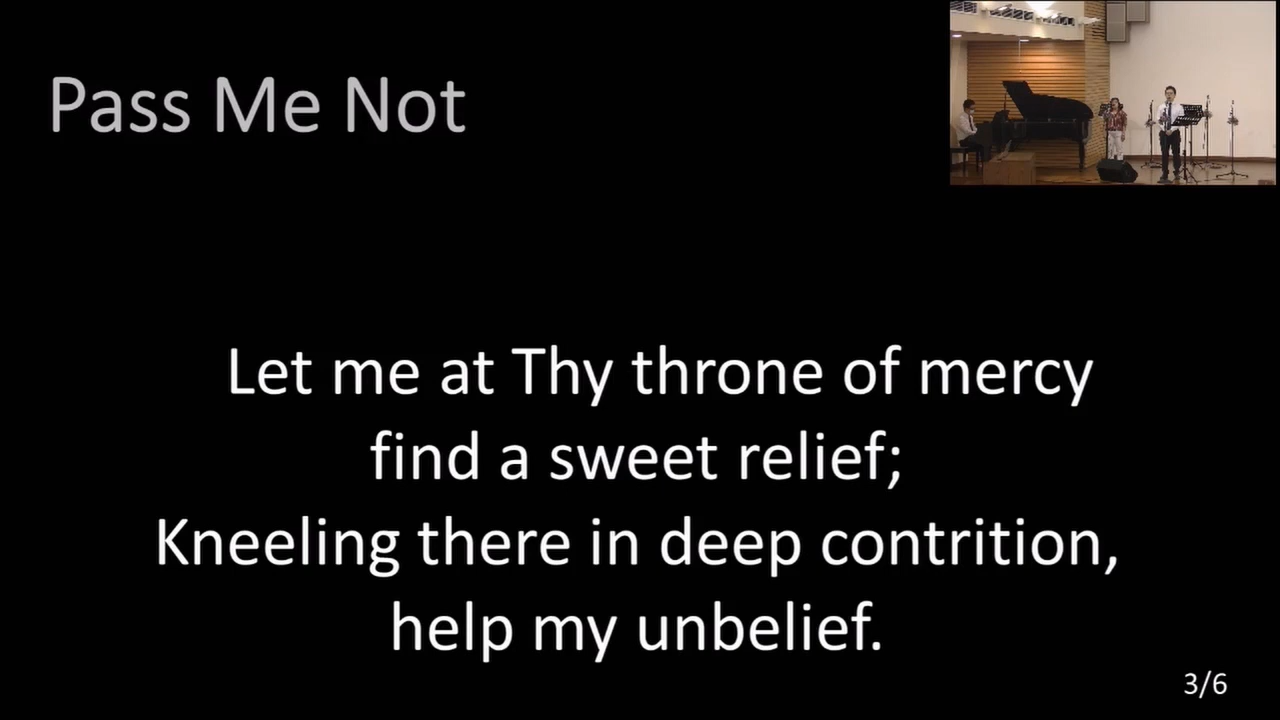 Pass Me Not
Let me at Thy throne of mercy
find a sweet relief;
Kneeling there in deep contrition,
help my unbelief.
3/6